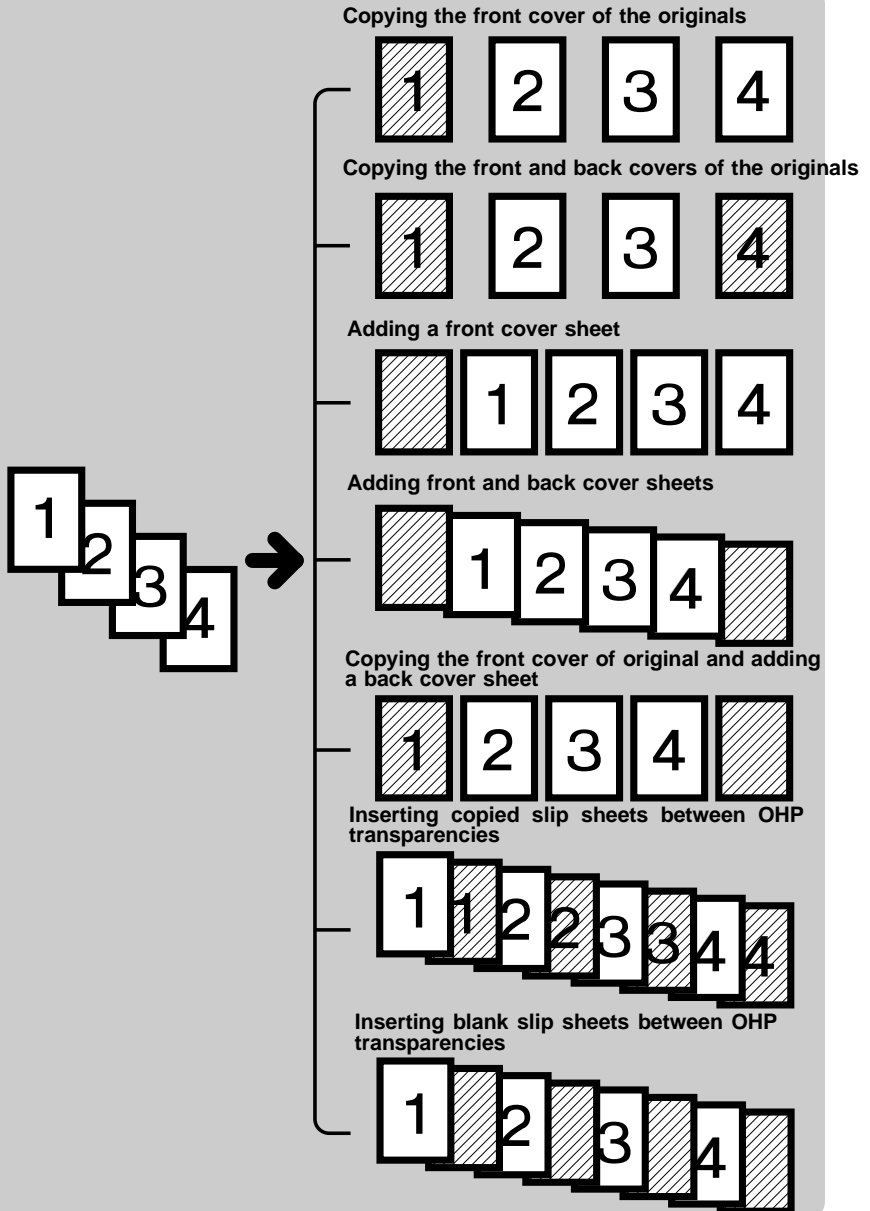 Copying the front cover of the originals
1 2 3 4
Copying the front and back covers of the originals
1 2 3 4
Adding a front cover sheet
1 2 3 4
Adding front and back cover sheets
1 2 3 4
1 2 3 4
Copying the front cover of original and adding
a back cover sheet
1 2 3 4
Inserting copied slip sheets between OHP
transparencies
1 1 2 2 3 3 4 4
Inserting blank slip sheets between OHP
transparencies
1 2 3 4